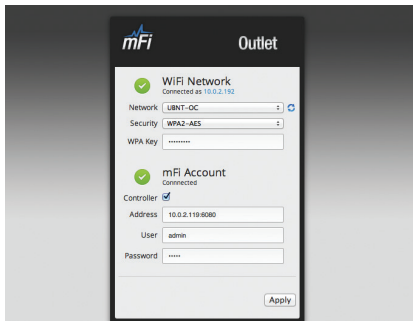 mFi
Outlet
WiFi Network
Connected as 10.0.2.192
Network UBNT-OC
Security WPA2-AES
WPA Key •••••••••
mFi Account
Connnected
Controller
Address 10.0.2.119:6080
User admin
Password •••••
Apply